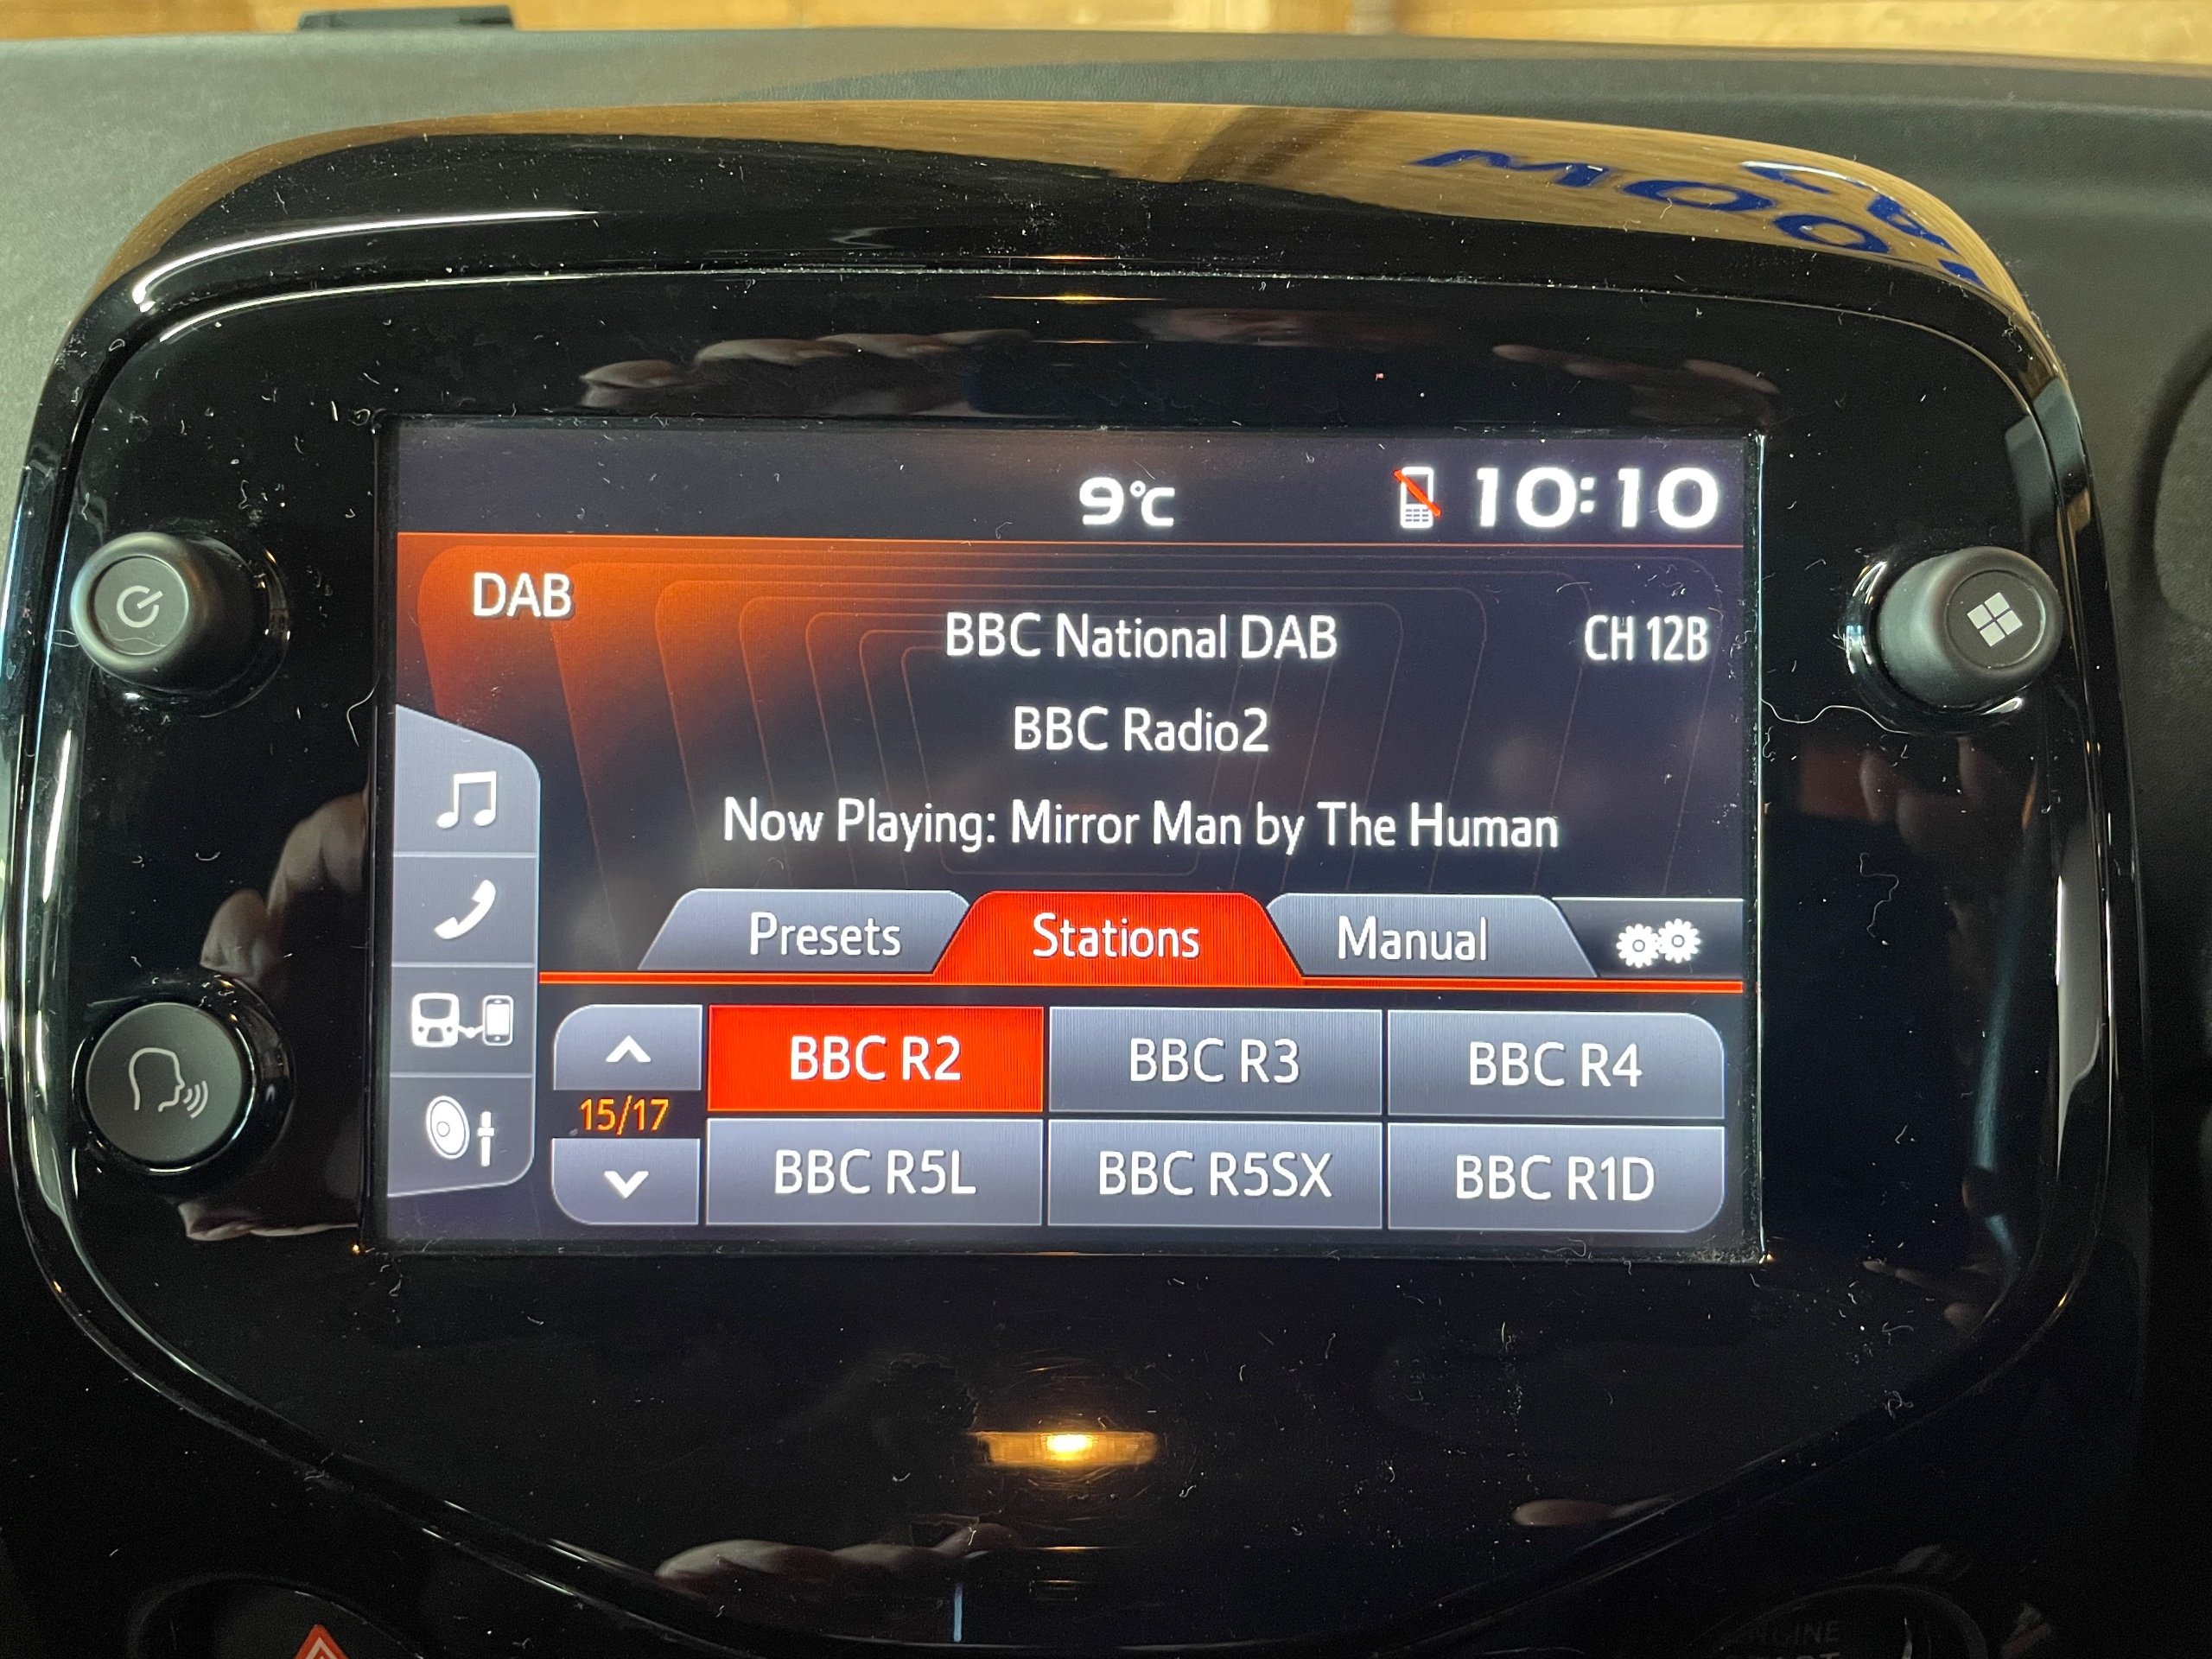 9°C
10:10
DAB
BBC National DAB
CH 12B
BBC Radio2
Now Playing: Mirror Man by The Human
Presets
Stations
Manual
BBC R2
BBC R3
BBC R4
15/17
BBC R5L
BBC R5SX
BBC R1D
ENGINE